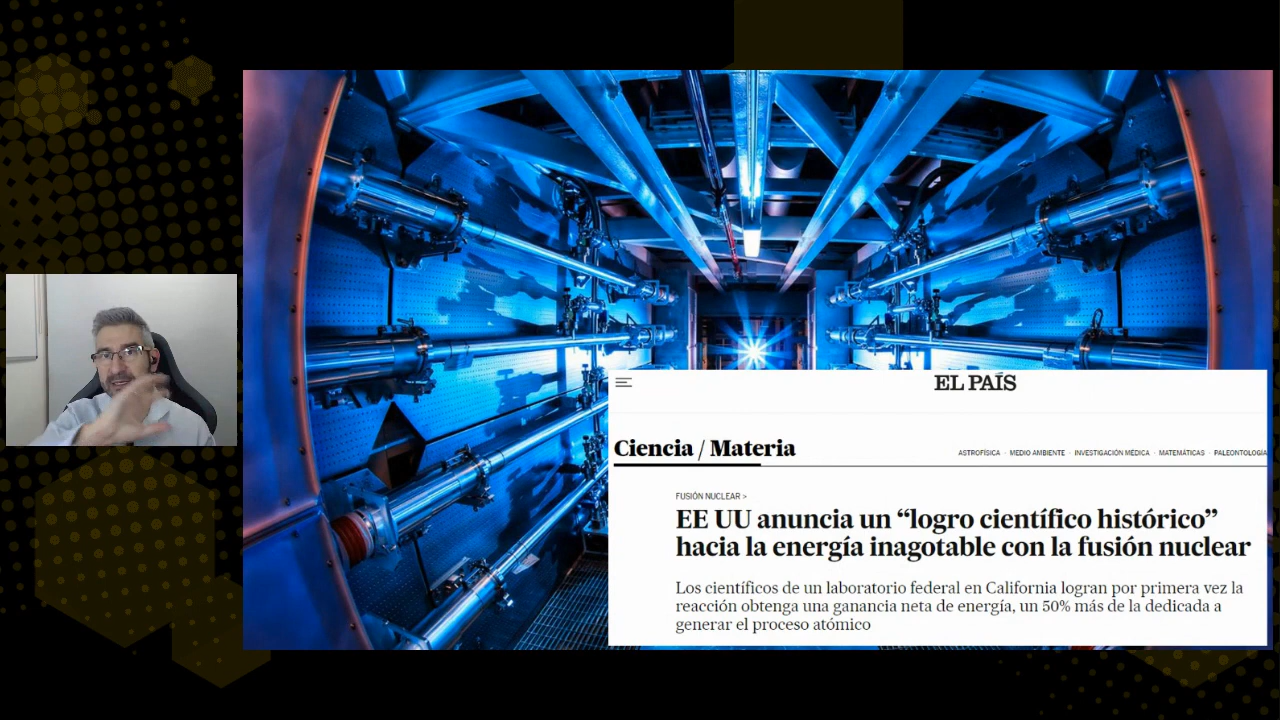 EL PAÍS
Ciencia / Materia
ASTROFÍSICA · MEDIO AMBIENTE · INVESTIGACIÓN MÉDICA · MATEMÁTICAS · PALEONTOLOGÍA
FUSIÓN NUCLEAR >
EE UU anuncia un “logro científico histórico”
hacia la energía inagotable con la fusión nuclear
Los científicos de un laboratorio federal en California logran por primera vez la
reacción obtenga una ganancia neta de energía, un 50% más de la dedicada a
generar el proceso atómico